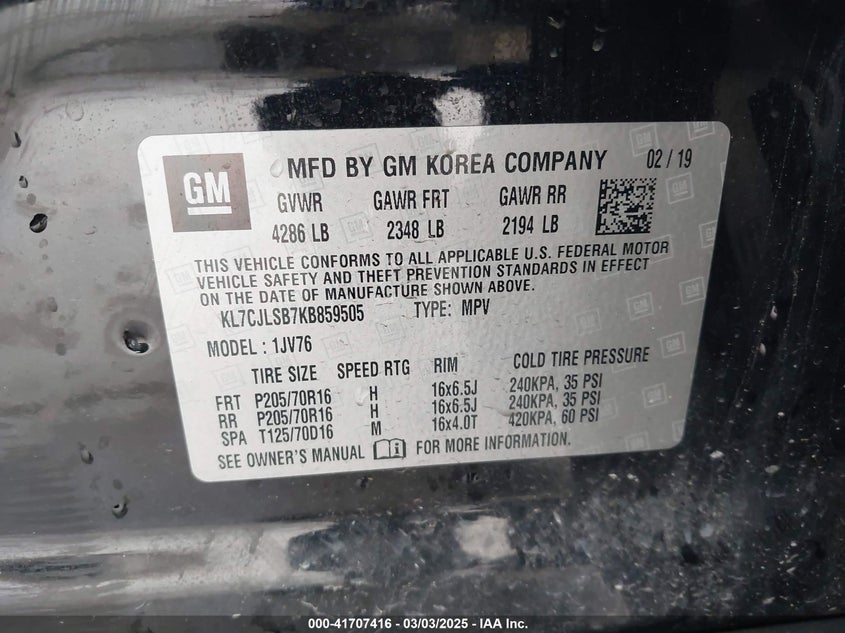 GM
MFD BY GM KOREA COMPANY 02/19
GVWR GAWR FRT GAWR RR
4286 LB 2348 LB 2194 LB
THIS VEHICLE CONFORMS TO ALL APPLICABLE U.S. FEDERAL MOTOR
VEHICLE SAFETY AND THEFT PREVENTION STANDARDS IN EFFECT
ON THE DATE OF MANUFACTURE SHOWN ABOVE.
KL7CJLSB7KB859505 TYPE: MPV
MODEL: 1JV76
TIRE SIZE SPEED RTG RIM COLD TIRE PRESSURE
FRT P205/70R16 H 16x6.5J 240KPA, 35 PSI
RR P205/70R16 H 16x6.5J 240KPA, 35 PSI
SPA T125/70D16 M 16x4.0T 420KPA, 60 PSI
SEE OWNER'S MANUAL i FOR MORE INFORMATION.
000-41707416 - 03/03/2025 - IAA Inc.